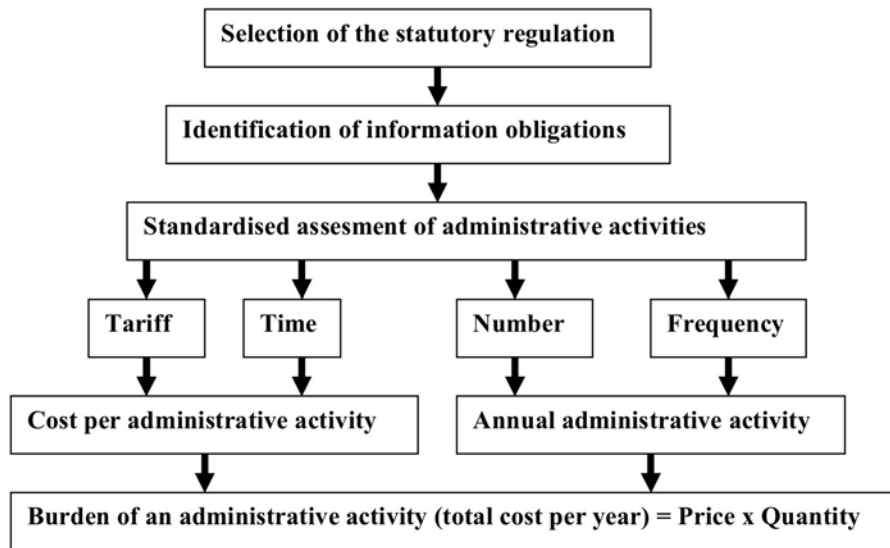 Selection of the statutory regulation
Identification of information obligations
Standardised assesment of administrative activities
Tariff
Time
Number
Frequency
Cost per administrative activity
Annual administrative activity
Burden of an administrative activity (total cost per year) = Price x Quantity